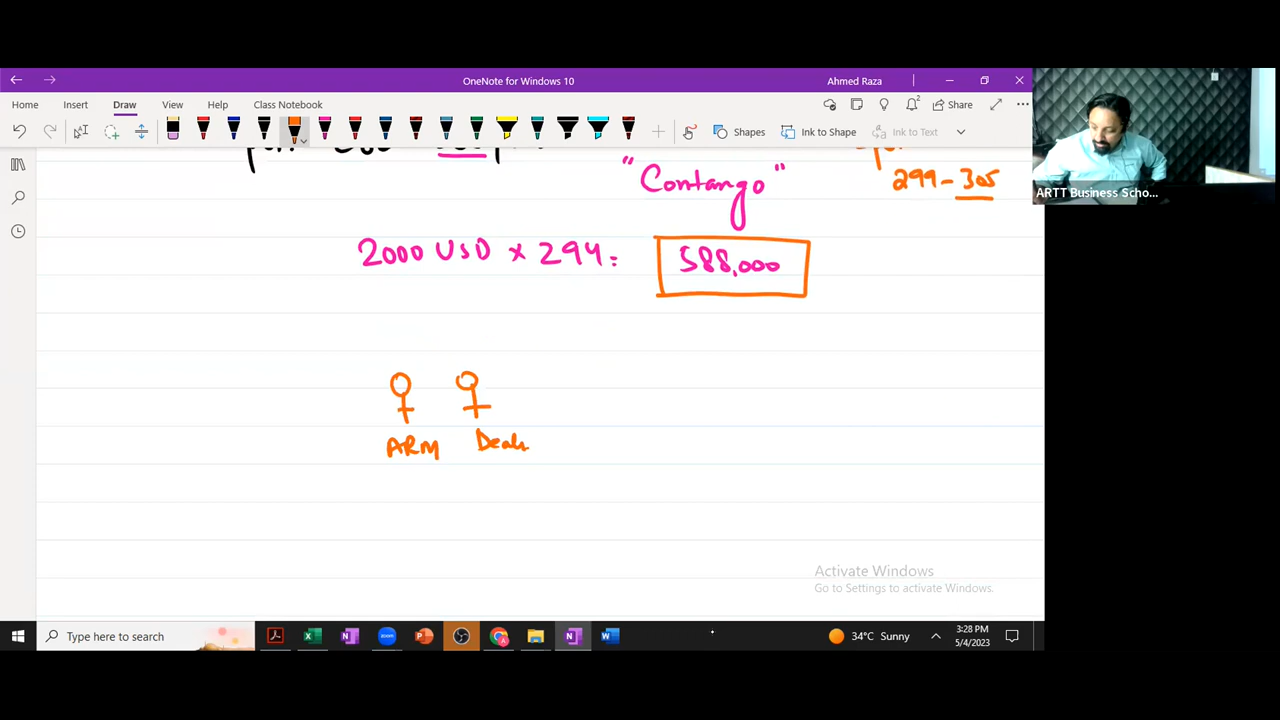 OneNote for Windows 10
Ahmed Raza
Home Insert Draw View Help Class Notebook
Share
Shapes Ink to Shape Ink to Text
"Contango"
299 - 305
2000 USD × 294 =
588,000
ARM
ARTT Business Scho...
Activate Windows
Go to Settings to activate Windows.
Type here to search
34°C Sunny
3:28 PM
5/4/2023
2